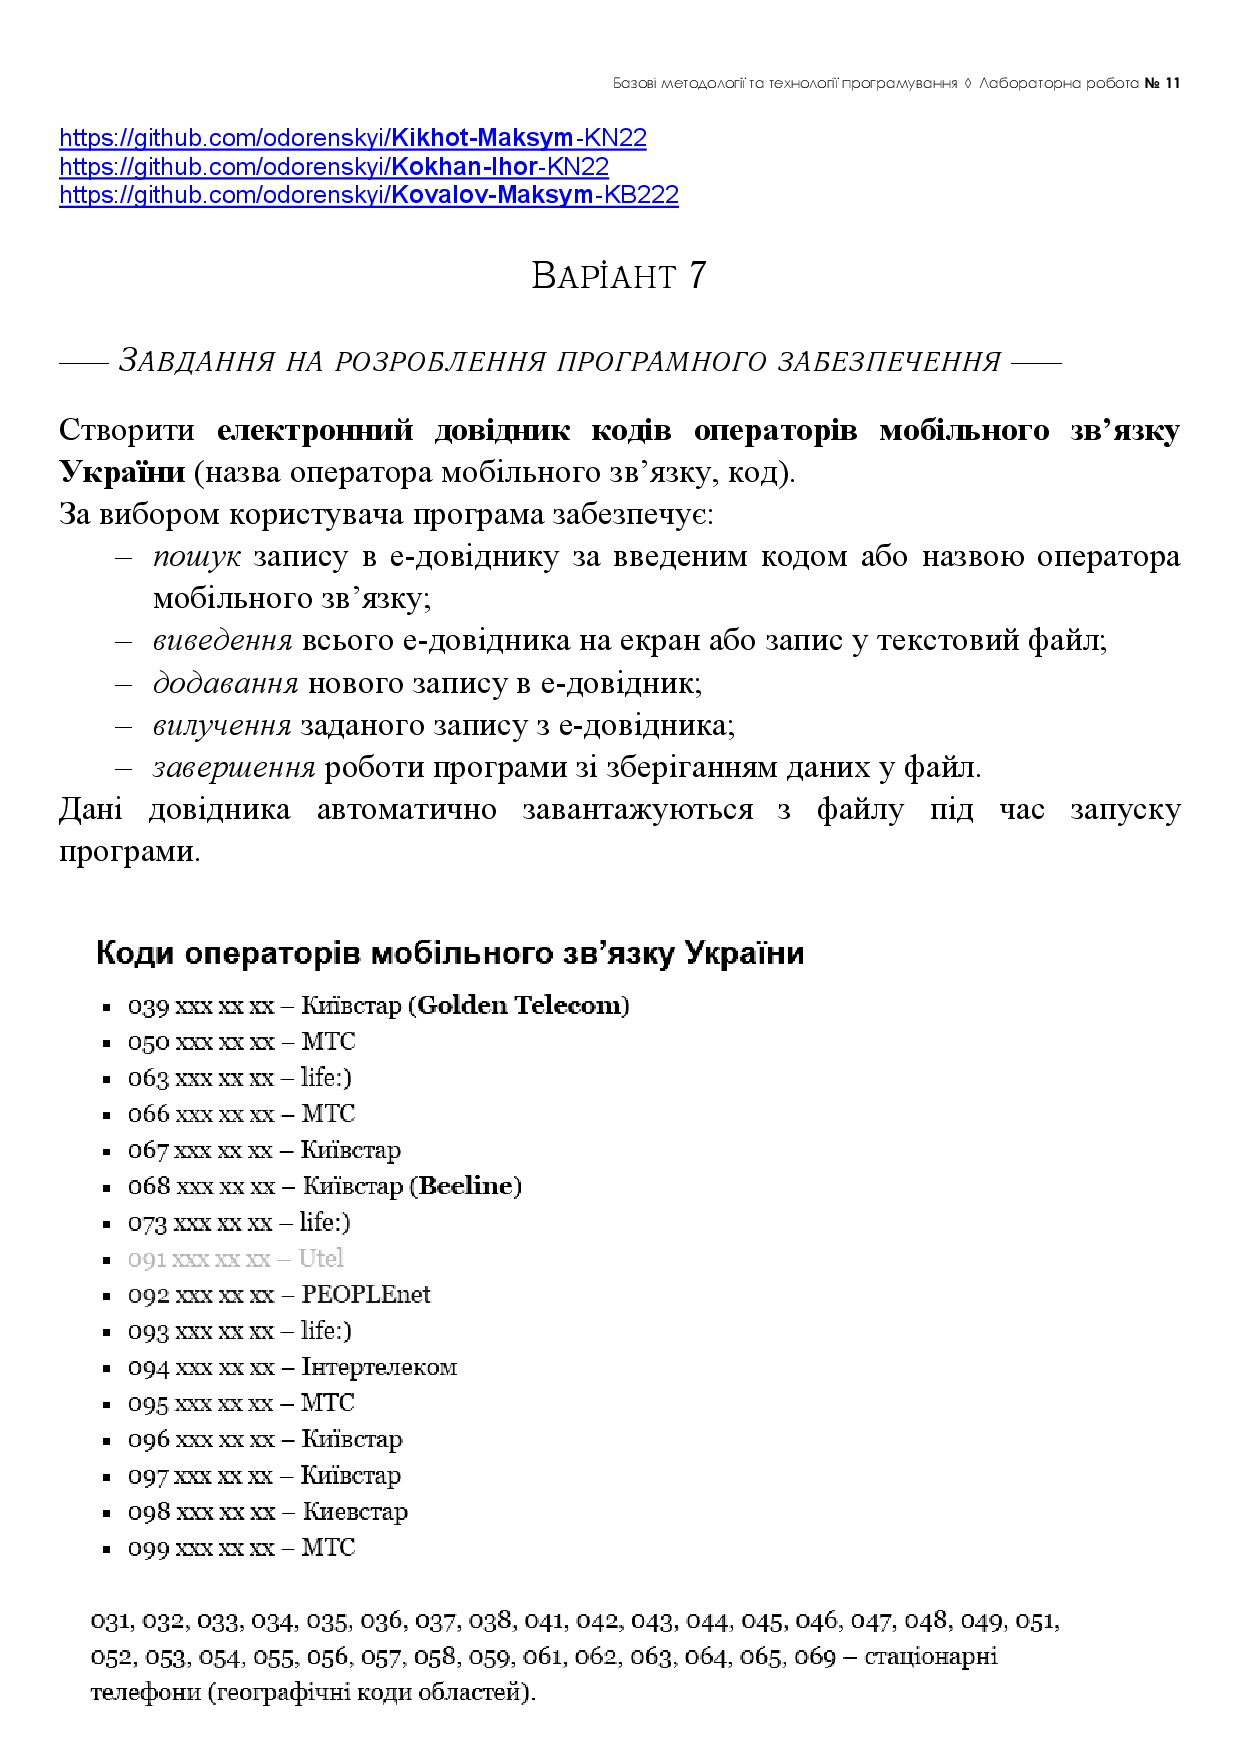 Базові методології та технології програмування ◊ Лабораторна робота № 11
https://github.com/odorenskyi/Kikhot-Maksym-KN22
https://github.com/odorenskyi/Kokhan-Ihor-KN22
https://github.com/odorenskyi/Kovalov-Maksym-KB222
ВАРІАНТ 7
—— ЗАВДАННЯ НА РОЗРОБЛЕННЯ ПРОГРАМНОГО ЗАБЕЗПЕЧЕННЯ ——
Створити електронний довідник кодів операторів мобільного зв’язку
України (назва оператора мобільного зв’язку, код).
За вибором користувача програма забезпечує:
– пошук запису в е-довіднику за введеним кодом або назвою оператора
мобільного зв’язку;
– виведення всього е-довідника на екран або запис у текстовий файл;
– додавання нового запису в е-довідник;
– вилучення заданого запису з е-довідника;
– завершення роботи програми зі зберіганням даних у файл.
Дані довідника автоматично завантажуються з файлу під час запуску
програми.
Коди операторів мобільного зв’язку України
▪ 039 xxx xx xx – Київстар (Golden Telecom)
▪ 050 xxx xx xx – МТС
▪ 063 xxx xx xx – life:)
▪ 066 xxx xx xx – МТС
▪ 067 xxx xx xx – Київстар
▪ 068 xxx xx xx – Київстар (Beeline)
▪ 073 xxx xx xx – life:)
▪ 091 xxx xx xx – Utel
▪ 092 xxx xx xx – PEOPLEnet
▪ 093 xxx xx xx – life:)
▪ 094 xxx xx xx – Інтертелеком
▪ 095 xxx xx xx – МТС
▪ 096 xxx xx xx – Київстар
▪ 097 xxx xx xx – Київстар
▪ 098 xxx xx xx – Киевстар
▪ 099 xxx xx xx – МТС
031, 032, 033, 034, 035, 036, 037, 038, 041, 042, 043, 044, 045, 046, 047, 048, 049, 051,
052, 053, 054, 055, 056, 057, 058, 059, 061, 062, 063, 064, 065, 069 – стаціонарні
телефони (географічні коди областей).